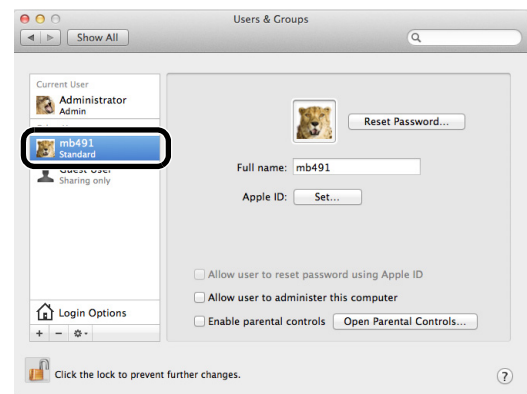 Users & Groups
Show All
Current User
Administrator
Admin
mb491
Standard
Guest User
Sharing only
Login Options
+ −
Reset Password...
Full name: mb491
Apple ID: Set...
Allow user to reset password using Apple ID
Allow user to administer this computer
Enable parental controls Open Parental Controls...
Click the lock to prevent further changes.
?